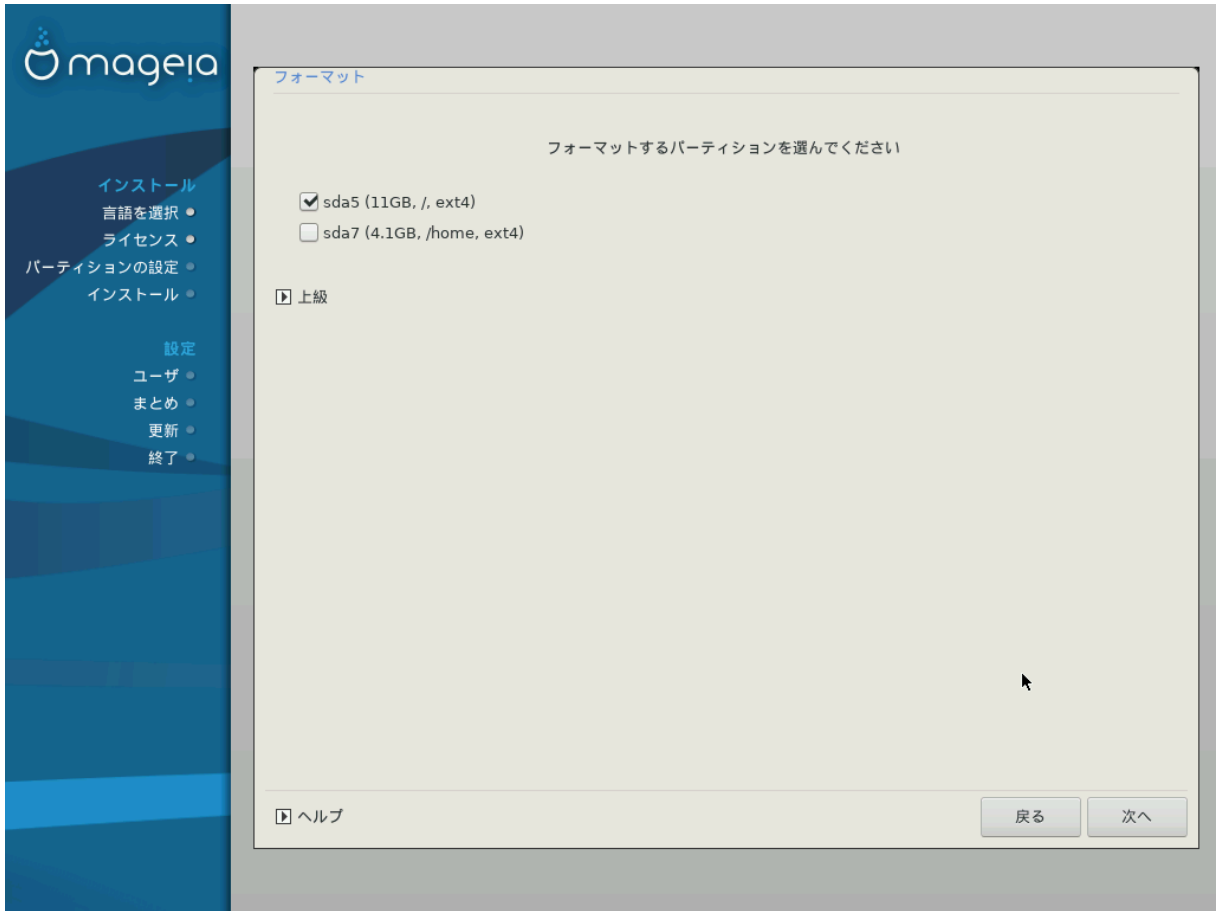 mageia
インストール
言語を選択
ライセンス
パーティションの設定
インストール
設定
ユーザ
まとめ
更新
終了
フォーマット
フォーマットするパーティションを選んでください
sda5 (11GB, /, ext4)
sda7 (4.1GB, /home, ext4)
上級
ヘルプ
戻る
次へ